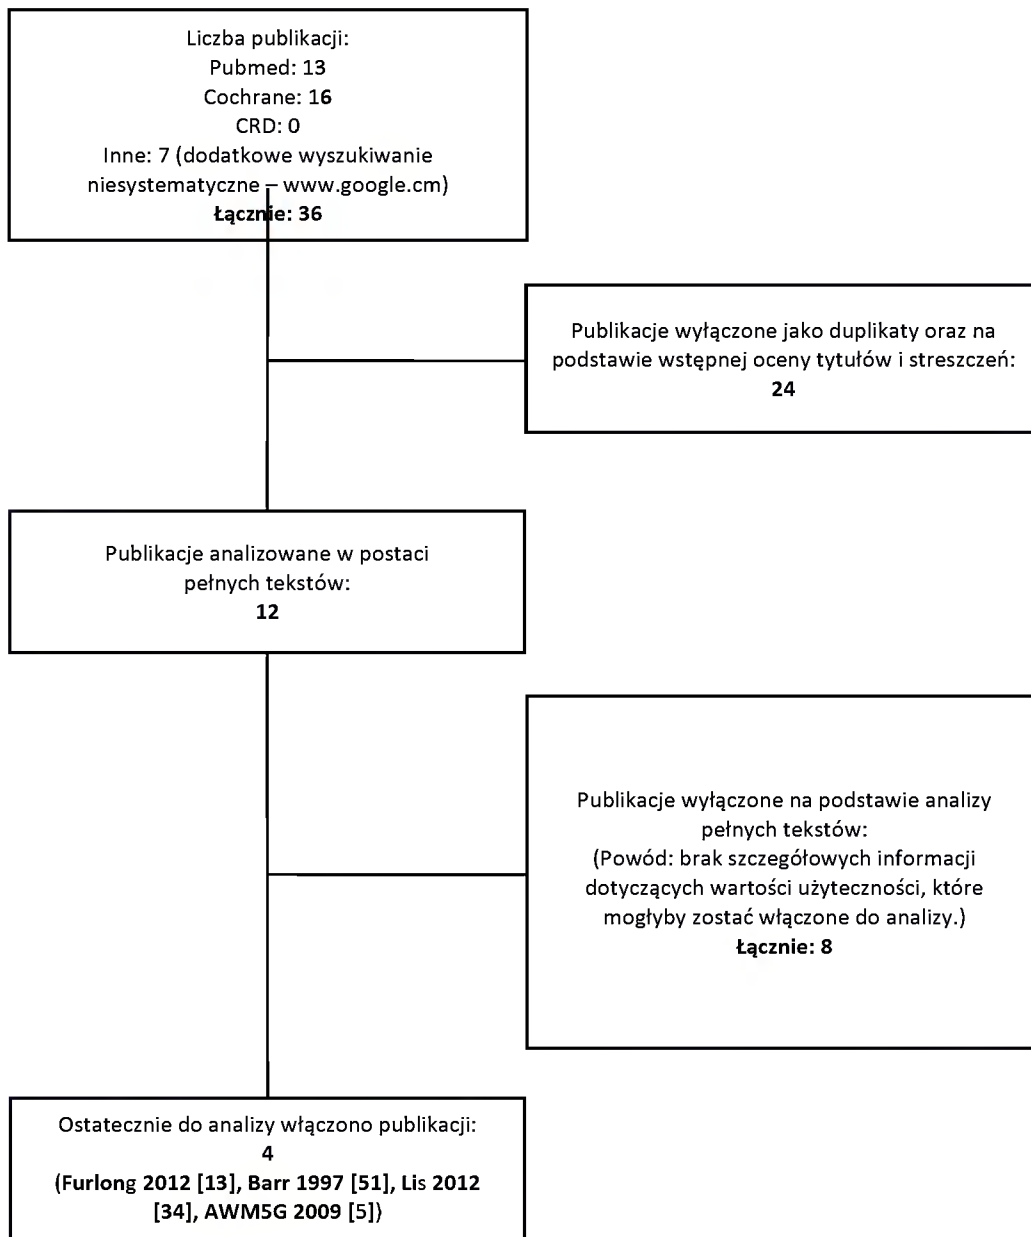 Liczba publikacji:
Pubmed: 13
Cochrane: 16
CRD: 0
Inne: 7 (dodatkowe wyszukiwanie
niesystematyczne – www.google.cm)
Łącznie: 36
Publikacje wyłączone jako duplikaty oraz na
podstawie wstępnej oceny tytułów i streszczeń:
24
Publikacje analizowane w postaci
pełnych tekstów:
12
Publikacje wyłączone na podstawie analizy
pełnych tekstów:
(Powód: brak szczegółowych informacji
dotyczących wartości użyteczności, które
mogłyby zostać włączone do analizy.)
Łącznie: 8
Ostatecznie do analizy włączono publikacji:
4
(Furlong 2012 [13], Barr 1997 [51], Lis 2012
[34], AWM5G 2009 [5])